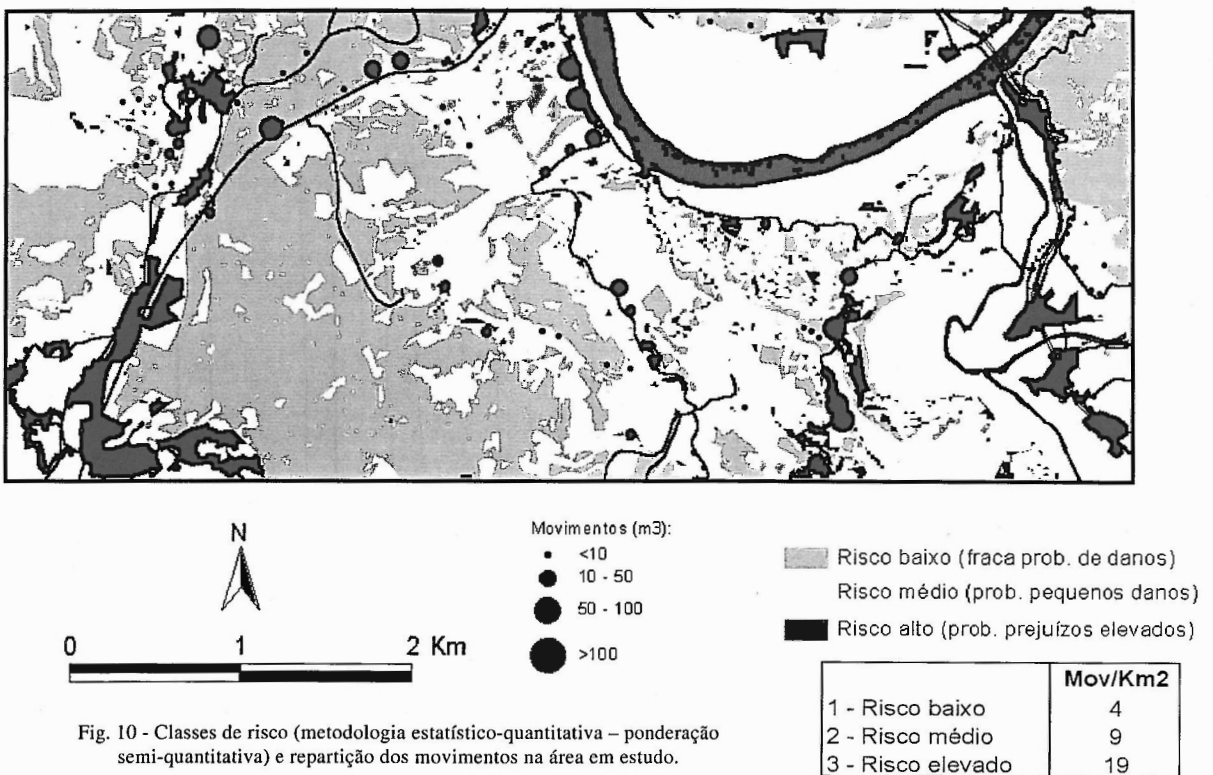 N
0 1 2 Km
Movimentos (m3):
<10
10 - 50
50 - 100
>100
Risco baixo (fraca prob. de danos)
Risco médio (prob. pequenos danos)
Risco alto (prob. prejuízos elevados)
Mov/Km2
1 - Risco baixo 4
2 - Risco médio 9
3 - Risco elevado 19
Fig. 10 - Classes de risco (metodologia estatístico-quantitativa – ponderação
semi-quantitativa) e repartição dos movimentos na área em estudo.